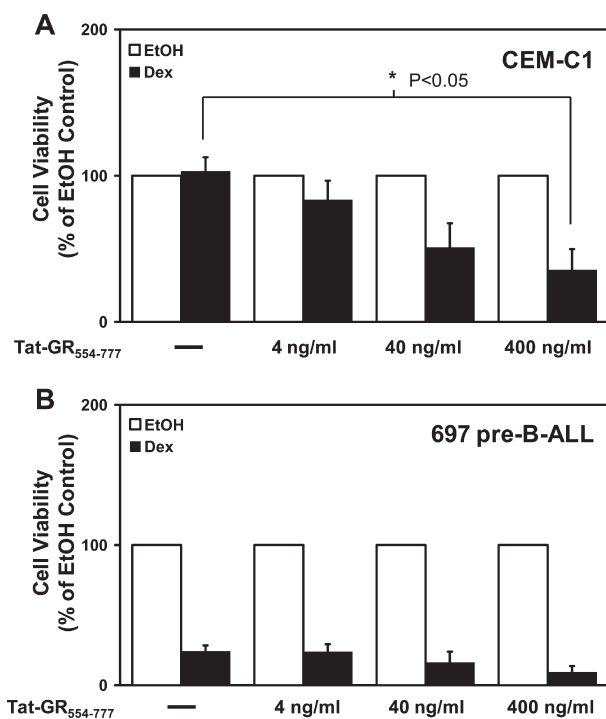 A
200
EtOH
Dex
CEM-C1
* P<0.05
Cell Viability
(% of EtOH Control)
100
0
Tat-GR554-777 — 4 ng/ml 40 ng/ml 400 ng/ml
B
200
EtOH
Dex
697 pre-B-ALL
Cell Viability
(% of EtOH Control)
100
0
Tat-GR554-777 — 4 ng/ml 40 ng/ml 400 ng/ml